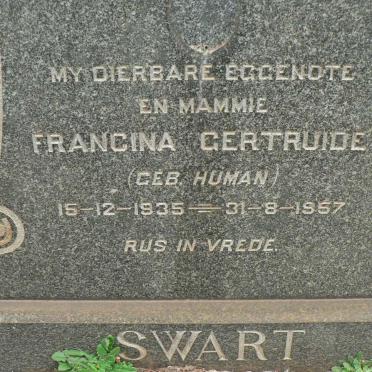 MY DIERBARE EGGENOTE
EN MAMMIE
FRANCINA GERTRUIDE
(GEB. HUMAN)
15-12-1935 = 31-8-1957
RUS IN VREDE.
SWART